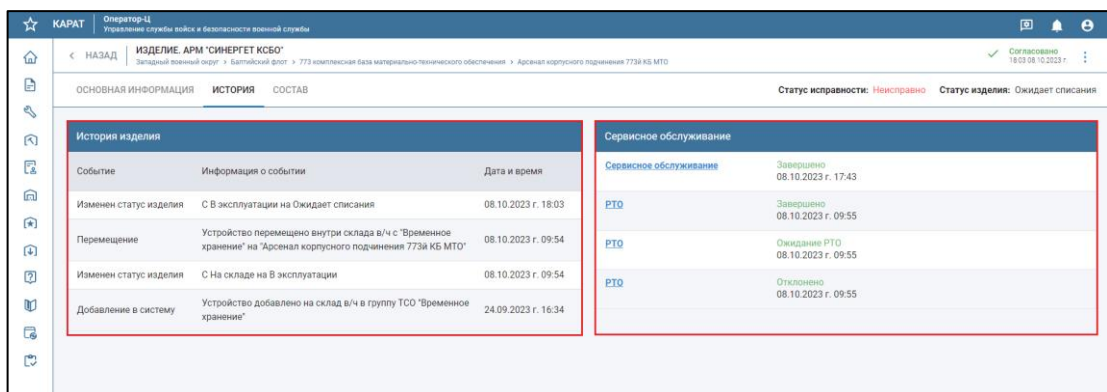 КАРАТ
Оператор-Ц
Управление службы войск и безопасности военной службы
НАЗАД
ИЗДЕЛИЕ. АРМ "СИНЕРГЕТ КСБО"
Западный военный округ > Балтийский флот > 773 комплексная база материально-технического обеспечения > Арсенал корпусного подчинения 773й КБ МТО
Согласовано
18:03 08.10.2023 г.
ОСНОВНАЯ ИНФОРМАЦИЯ ИСТОРИЯ СОСТАВ
Статус исправности: Неисправно Статус изделия: Ожидает списания
История изделия
Событие Информация о событии Дата и время
Изменен статус изделия С В эксплуатации на Ожидает списания 08.10.2023 г. 18:03
Перемещение Устройство перемещено внутри склада в/ч с "Временное
хранение" на "Арсенал корпусного подчинения 773й КБ МТО" 08.10.2023 г. 09:54
Изменен статус изделия С На складе на В эксплуатации 08.10.2023 г. 09:54
Добавление в систему Устройство добавлено на склад в/ч в группу ТСО "Временное
хранение" 24.09.2023 г. 16:34
Сервисное обслуживание
Сервисное обслуживание Завершено
08.10.2023 г. 17:43
РТО Завершено
08.10.2023 г. 09:55
РТО Ожидание РТО
08.10.2023 г. 09:55
РТО Отклонено
08.10.2023 г. 09:55